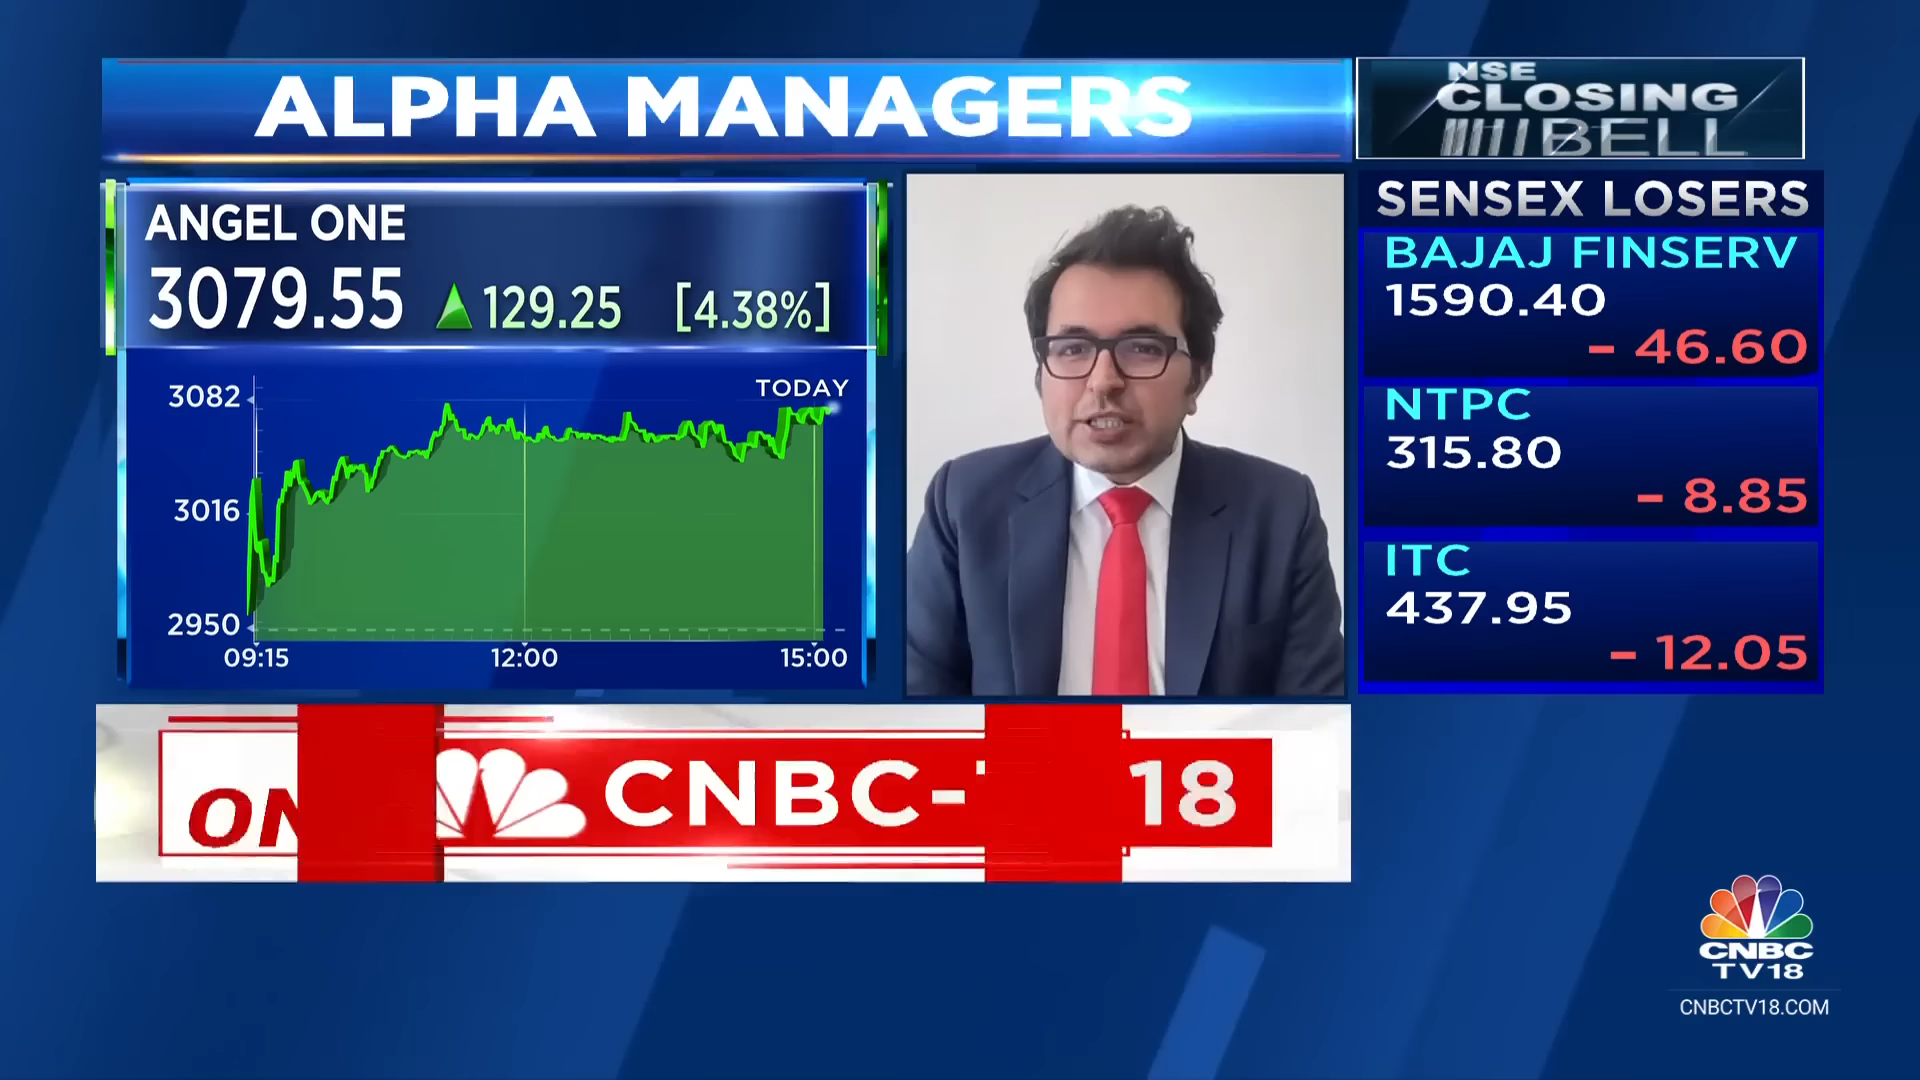 ALPHA MANAGERS
NSE
CLOSING
BELL
ANGEL ONE
3079.55 ▲ 129.25 [4.38%]
TODAY
3082
3016
2950
09:15 12:00 15:00
SENSEX LOSERS
BAJAJ FINSERV
1590.40
- 46.60
NTPC
315.80
- 8.85
ITC
437.95
- 12.05
CNBC-
18
CNBC
TV18
CNBCTV18.COM